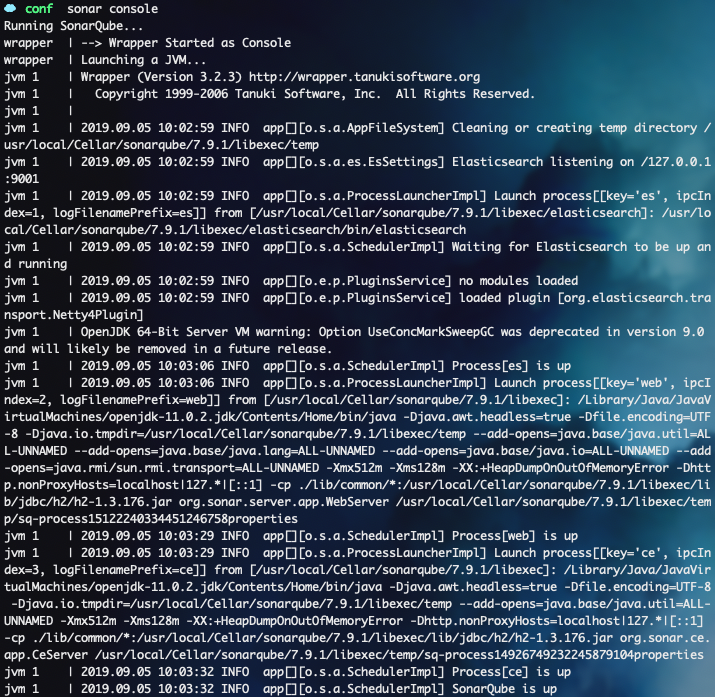 conf sonar console
Running SonarQube...
wrapper | --> Wrapper Started as Console
wrapper | Launching a JVM...
jvm 1 | Wrapper (Version 3.2.3) http://wrapper.tanukisoftware.org
jvm 1 | Copyright 1999-2006 Tanuki Software, Inc. All Rights Reserved.
jvm 1 |
jvm 1 | 2019.09.05 10:02:59 INFO app[][o.s.a.AppFileSystem] Cleaning or creating temp directory /
usr/local/Cellar/sonarqube/7.9.1/libexec/temp
jvm 1 | 2019.09.05 10:02:59 INFO app[][o.s.a.es.EsSettings] Elasticsearch listening on /127.0.0.1
:9001
jvm 1 | 2019.09.05 10:02:59 INFO app[][o.s.a.ProcessLauncherImpl] Launch process[[key='es', ipcIn
dex=1, logFilenamePrefix=es]] from [/usr/local/Cellar/sonarqube/7.9.1/libexec/elasticsearch]: /usr/lo
cal/Cellar/sonarqube/7.9.1/libexec/elasticsearch/bin/elasticsearch
jvm 1 | 2019.09.05 10:02:59 INFO app[][o.s.a.SchedulerImpl] Waiting for Elasticsearch to be up an
d running
jvm 1 | 2019.09.05 10:02:59 INFO app[][o.e.p.PluginsService] no modules loaded
jvm 1 | 2019.09.05 10:02:59 INFO app[][o.e.p.PluginsService] loaded plugin [org.elasticsearch.tra
nsport.Netty4Plugin]
jvm 1 | OpenJDK 64-Bit Server VM warning: Option UseConcMarkSweepGC was deprecated in version 9.0
and will likely be removed in a future release.
jvm 1 | 2019.09.05 10:03:06 INFO app[][o.s.a.SchedulerImpl] Process[es] is up
jvm 1 | 2019.09.05 10:03:06 INFO app[][o.s.a.ProcessLauncherImpl] Launch process[[key='web', ipcI
ndex=2, logFilenamePrefix=web]] from [/usr/local/Cellar/sonarqube/7.9.1/libexec]: /Library/Java/JavaV
irtualMachines/openjdk-11.0.2.jdk/Contents/Home/bin/java -Djava.awt.headless=true -Dfile.encoding=UTF
-8 -Djava.io.tmpdir=/usr/local/Cellar/sonarqube/7.9.1/libexec/temp --add-opens=java.base/java.util=AL
L-UNNAMED --add-opens=java.base/java.lang=ALL-UNNAMED --add-opens=java.base/java.io=ALL-UNNAMED --add
-opens=java.rmi/sun.rmi.transport=ALL-UNNAMED -Xmx512m -Xms128m -XX:+HeapDumpOnOutOfMemoryError -Dhtt
p.nonProxyHosts=localhost|127.*|[::1] -cp ./lib/common/*:/usr/local/Cellar/sonarqube/7.9.1/libexec/li
b/jdbc/h2/h2-1.3.176.jar org.sonar.server.app.WebServer /usr/local/Cellar/sonarqube/7.9.1/libexec/tem
p/sq-process15122240334451246758properties
jvm 1 | 2019.09.05 10:03:29 INFO app[][o.s.a.SchedulerImpl] Process[web] is up
jvm 1 | 2019.09.05 10:03:29 INFO app[][o.s.a.ProcessLauncherImpl] Launch process[[key='ce', ipcIn
dex=3, logFilenamePrefix=ce]] from [/usr/local/Cellar/sonarqube/7.9.1/libexec]: /Library/Java/JavaVir
tualMachines/openjdk-11.0.2.jdk/Contents/Home/bin/java -Djava.awt.headless=true -Dfile.encoding=UTF-8
-Djava.io.tmpdir=/usr/local/Cellar/sonarqube/7.9.1/libexec/temp --add-opens=java.base/java.util=ALL-
UNNAMED -Xmx512m -Xms128m -XX:+HeapDumpOnOutOfMemoryError -Dhttp.nonProxyHosts=localhost|127.*|[::1]
-cp ./lib/common/*:/usr/local/Cellar/sonarqube/7.9.1/libexec/lib/jdbc/h2/h2-1.3.176.jar org.sonar.ce.
app.CeServer /usr/local/Cellar/sonarqube/7.9.1/libexec/temp/sq-process14926749232245879104properties
jvm 1 | 2019.09.05 10:03:32 INFO app[][o.s.a.SchedulerImpl] Process[ce] is up
jvm 1 | 2019.09.05 10:03:32 INFO app[][o.s.a.SchedulerImpl] SonarQube is up